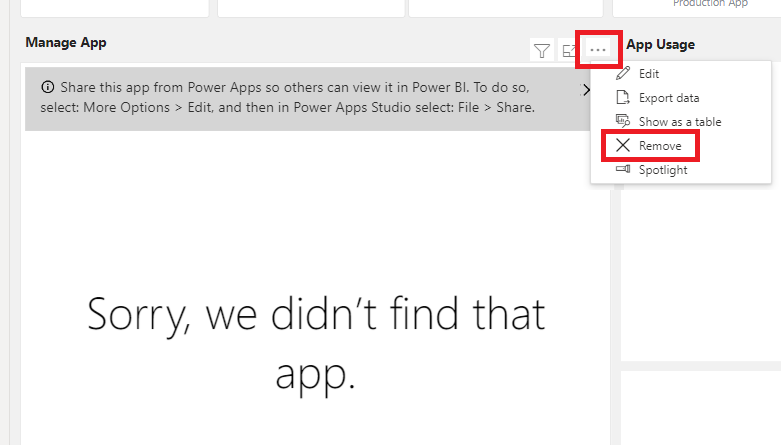 Production App
Manage App
App Usage
Share this app from Power Apps so others can view it in Power BI. To do so,
select: More Options > Edit, and then in Power Apps Studio select: File > Share.
Edit
Export data
Show as a table
Remove
Spotlight
Sorry, we didn’t find that
app.